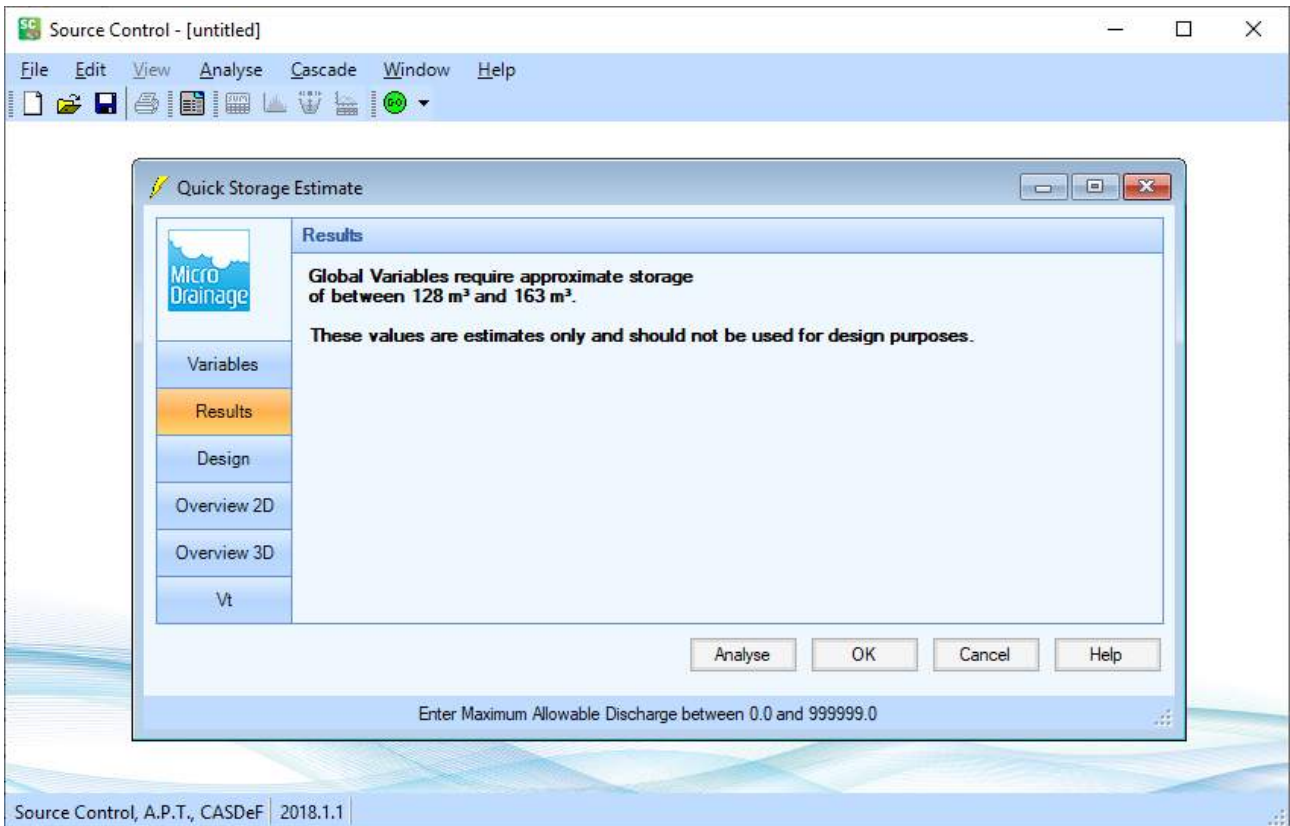 Source Control - [untitled]
File Edit View Analyse Cascade Window Help
GO
Quick Storage Estimate
Micro
Drainage
Variables
Results
Design
Overview 2D
Overview 3D
Vt
Results
Global Variables require approximate storage
of between 128 m³ and 163 m³.
These values are estimates only and should not be used for design purposes.
Analyse OK Cancel Help
Enter Maximum Allowable Discharge between 0.0 and 999999.0
Source Control, A.P.T., CASDeF 2018.1.1